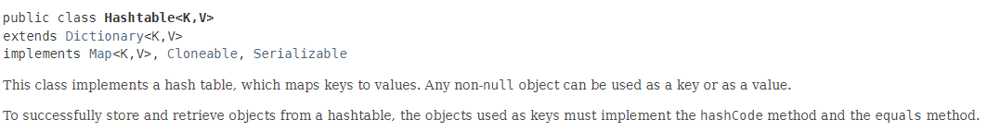 public class Hashtable<K,V>
extends Dictionary<K,V>
implements Map<K,V>, Cloneable, Serializable
This class implements a hash table, which maps keys to values. Any non-null object can be used as a key or as a value.
To successfully store and retrieve objects from a hashtable, the objects used as keys must implement the hashCode method and the equals method.